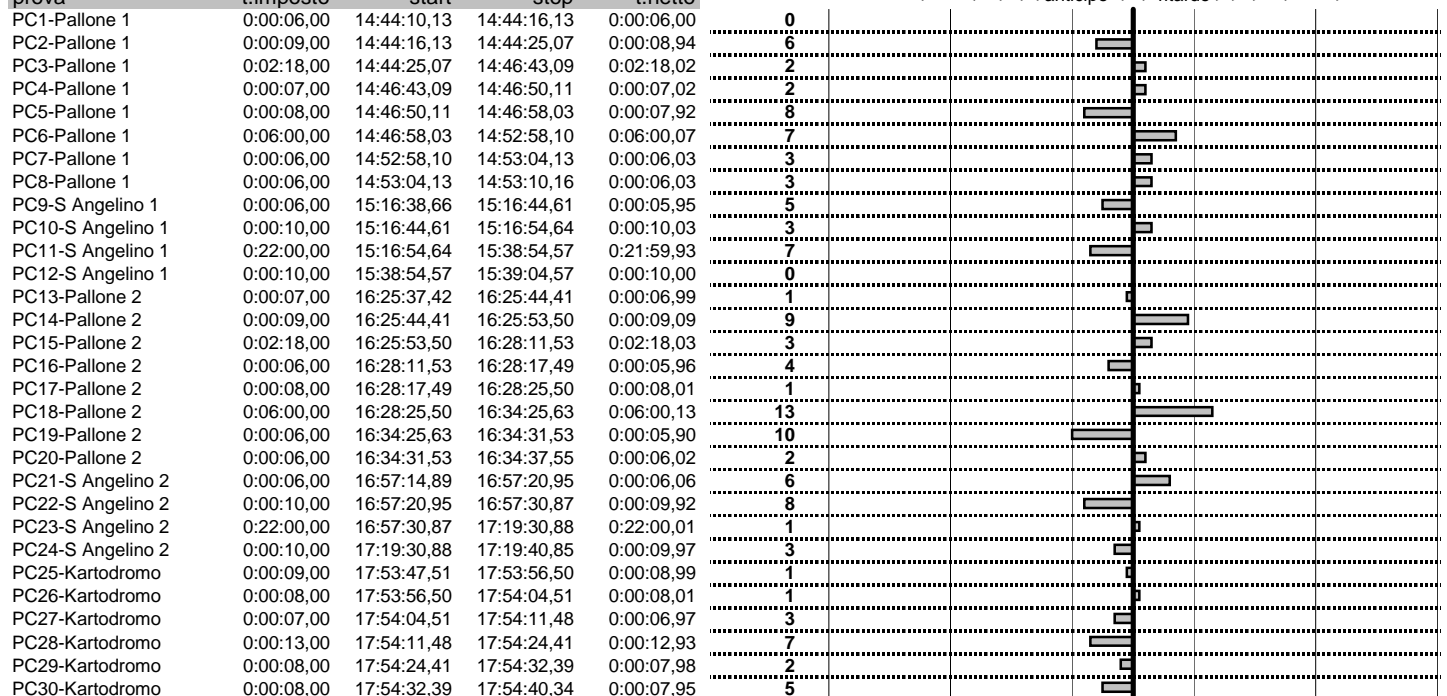 prova t.imposto start stop t.netto anticipo ritardo
PC1-Pallone 1 0:00:06,00 14:44:10,13 14:44:16,13 0:00:06,00 0
PC2-Pallone 1 0:00:09,00 14:44:16,13 14:44:25,07 0:00:08,94 6
PC3-Pallone 1 0:02:18,00 14:44:25,07 14:46:43,09 0:02:18,02 2
PC4-Pallone 1 0:00:07,00 14:46:43,09 14:46:50,11 0:00:07,02 2
PC5-Pallone 1 0:00:08,00 14:46:50,11 14:46:58,03 0:00:07,92 8
PC6-Pallone 1 0:06:00,00 14:46:58,03 14:52:58,10 0:06:00,07 7
PC7-Pallone 1 0:00:06,00 14:52:58,10 14:53:04,13 0:00:06,03 3
PC8-Pallone 1 0:00:06,00 14:53:04,13 14:53:10,16 0:00:06,03 3
PC9-S Angelino 1 0:00:06,00 15:16:38,66 15:16:44,61 0:00:05,95 5
PC10-S Angelino 1 0:00:10,00 15:16:44,61 15:16:54,64 0:00:10,03 3
PC11-S Angelino 1 0:22:00,00 15:16:54,64 15:38:54,57 0:21:59,93 7
PC12-S Angelino 1 0:00:10,00 15:38:54,57 15:39:04,57 0:00:10,00 0
PC13-Pallone 2 0:00:07,00 16:25:37,42 16:25:44,41 0:00:06,99 1
PC14-Pallone 2 0:00:09,00 16:25:44,41 16:25:53,50 0:00:09,09 9
PC15-Pallone 2 0:02:18,00 16:25:53,50 16:28:11,53 0:02:18,03 3
PC16-Pallone 2 0:00:06,00 16:28:11,53 16:28:17,49 0:00:05,96 4
PC17-Pallone 2 0:00:08,00 16:28:17,49 16:28:25,50 0:00:08,01 1
PC18-Pallone 2 0:06:00,00 16:28:25,50 16:34:25,63 0:06:00,13 13
PC19-Pallone 2 0:00:06,00 16:34:25,63 16:34:31,53 0:00:05,90 10
PC20-Pallone 2 0:00:06,00 16:34:31,53 16:34:37,55 0:00:06,02 2
PC21-S Angelino 2 0:00:06,00 16:57:14,89 16:57:20,95 0:00:06,06 6
PC22-S Angelino 2 0:00:10,00 16:57:20,95 16:57:30,87 0:00:09,92 8
PC23-S Angelino 2 0:22:00,00 16:57:30,87 17:19:30,88 0:22:00,01 1
PC24-S Angelino 2 0:00:10,00 17:19:30,88 17:19:40,85 0:00:09,97 3
PC25-Kartodromo 0:00:09,00 17:53:47,51 17:53:56,50 0:00:08,99 1
PC26-Kartodromo 0:00:08,00 17:53:56,50 17:54:04,51 0:00:08,01 1
PC27-Kartodromo 0:00:07,00 17:54:04,51 17:54:11,48 0:00:06,97 3
PC28-Kartodromo 0:00:13,00 17:54:11,48 17:54:24,41 0:00:12,93 7
PC29-Kartodromo 0:00:08,00 17:54:24,41 17:54:32,39 0:00:07,98 2
PC30-Kartodromo 0:00:08,00 17:54:32,39 17:54:40,34 0:00:07,95 5